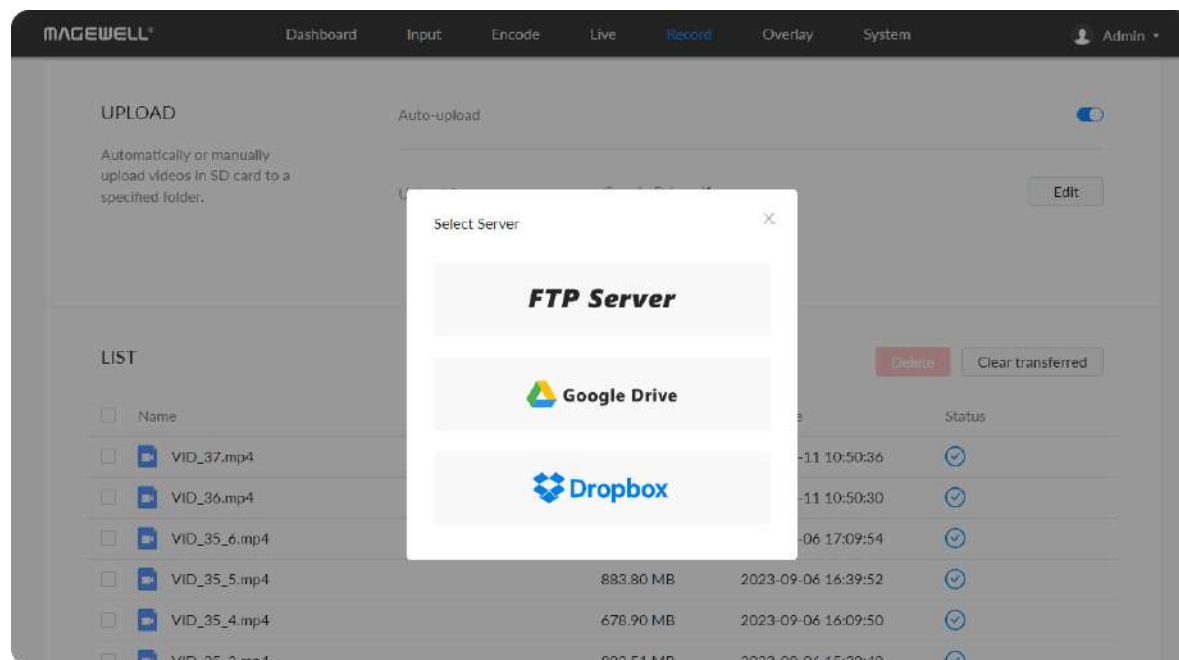 MAGEWELL®
Dashboard Input Encode Live Record Overlay System Admin
UPLOAD
Auto-upload
Automatically or manually
upload videos in SD card to a
specified folder.
Edit
Select Server
FTP Server
Google Drive
Dropbox
LIST
Delete Clear transferred
Name Status
VID_37.mp4 -11 10:50:36
VID_36.mp4 -11 10:50:30
VID_35_6.mp4 -06 17:09:54
VID_35_5.mp4 883.80 MB 2023-09-06 16:39:52
VID_35_4.mp4 678.90 MB 2023-09-06 16:09:50